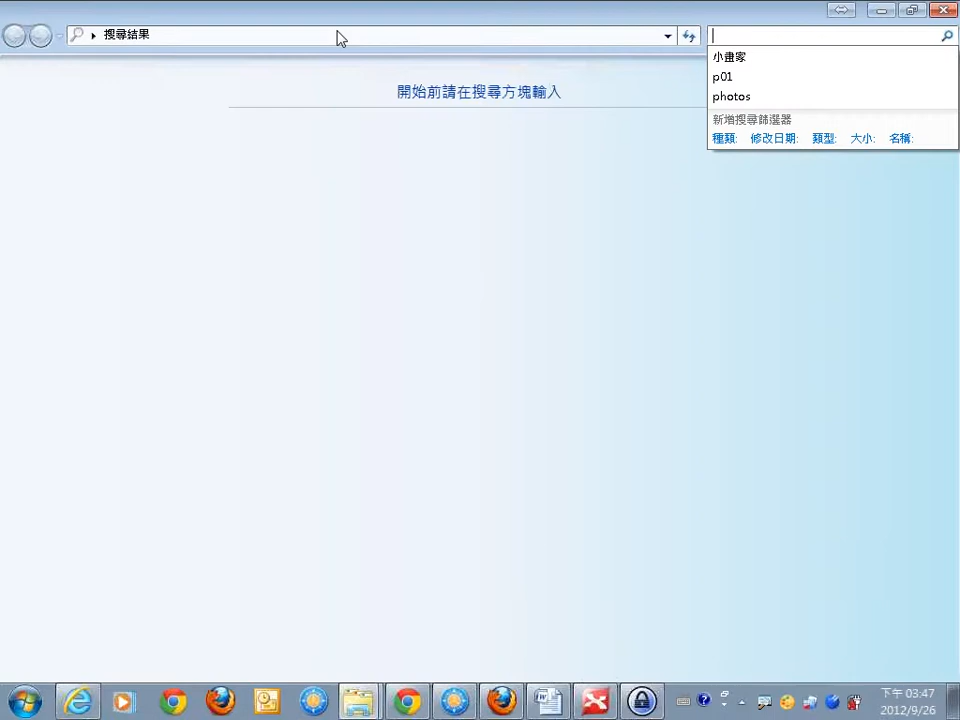 搜尋結果
開始前請在搜尋方塊輸入
小畫家
p01
photos
新增搜尋篩選器
種類: 修改日期: 類型: 大小: 名稱:
下午 03:47
2012/9/26